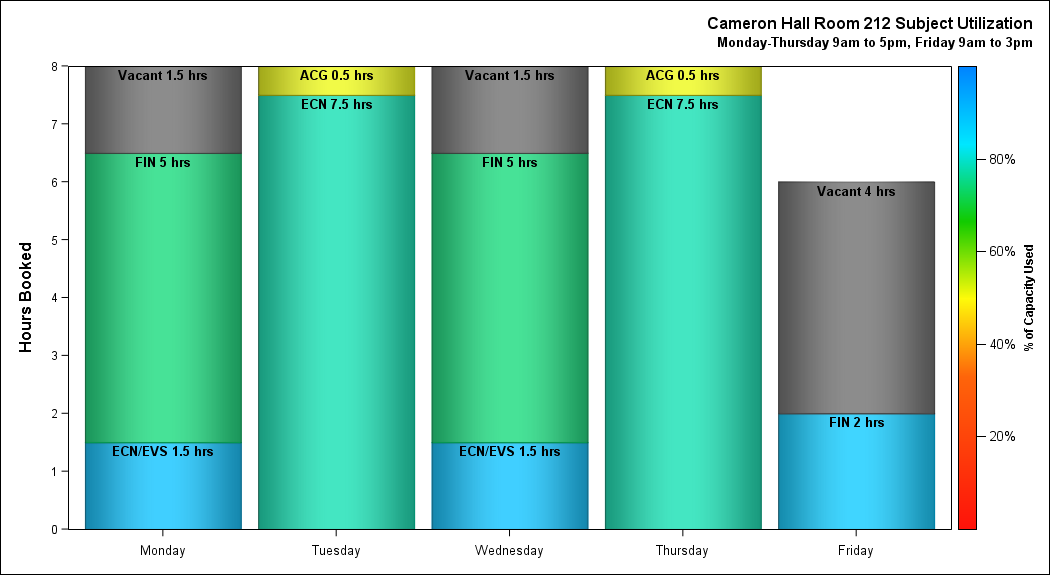 Cameron Hall Room 212 Subject Utilization
Monday-Thursday 9am to 5pm, Friday 9am to 3pm
Hours Booked
8
7
6
5
4
3
2
1
0
Vacant 1.5 hrs
FIN 5 hrs
ECN/EVS 1.5 hrs
ACG 0.5 hrs
ECN 7.5 hrs
Vacant 1.5 hrs
FIN 5 hrs
ECN/EVS 1.5 hrs
ACG 0.5 hrs
ECN 7.5 hrs
Vacant 4 hrs
FIN 2 hrs
Monday
Tuesday
Wednesday
Thursday
Friday
80%
60%
40%
20%
% of Capacity Used